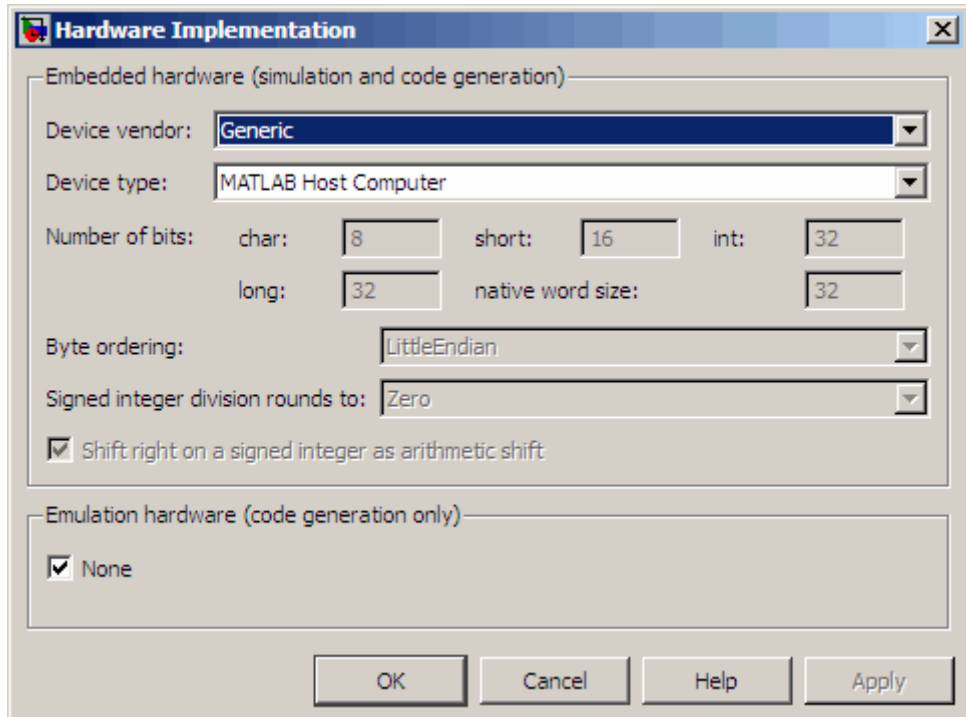 Hardware Implementation
Embedded hardware (simulation and code generation)
Device vendor: Generic
Device type: MATLAB Host Computer
Number of bits: char: 8 short: 16 int: 32
long: 32 native word size: 32
Byte ordering: LittleEndian
Signed integer division rounds to: Zero
Shift right on a signed integer as arithmetic shift
Emulation hardware (code generation only)
None
OK Cancel Help Apply